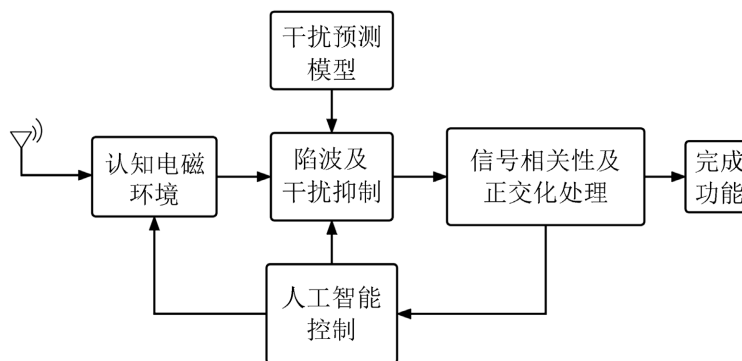 干扰预测
模型
认知电磁
环境
陷波及
干扰抑制
信号相关性及
正交化处理
完成
功能
人工智能
控制